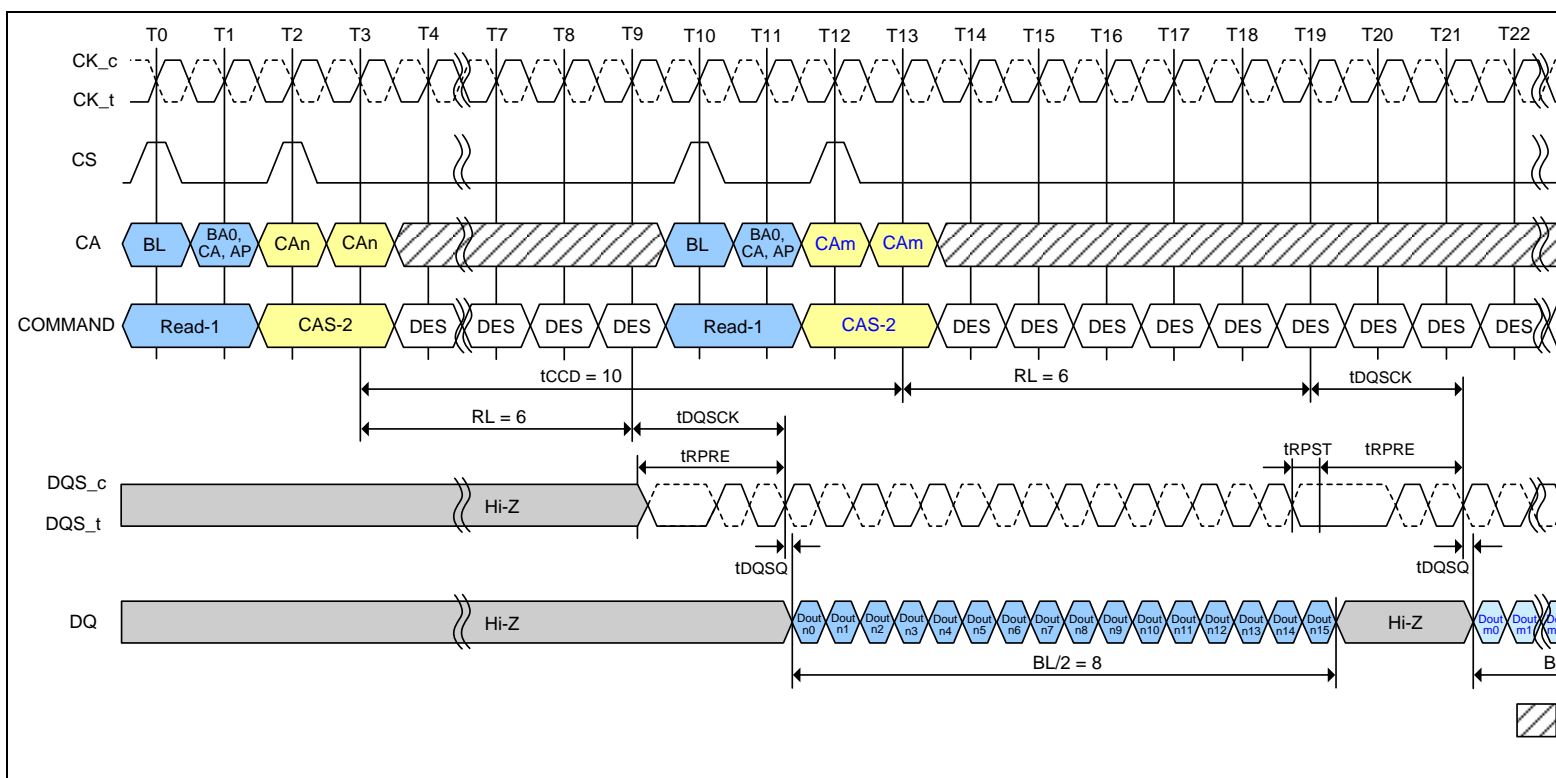 T0 T1 T2 T3 T4 T7 T8 T9 T10 T11 T12 T13 T14 T15 T16 T17 T18 T19 T20 T21 T22
CK_c
CK_t
CS
CA BL BA0, CA, AP CAn CAn BL BA0, CA, AP CAm CAm
COMMAND Read-1 CAS-2 DES DES DES DES Read-1 CAS-2 DES DES DES DES DES DES DES DES DES
tCCD = 10 RL = 6 tDQSCK
RL = 6 tDQSCK
tRPRE tRPST tRPRE
DQS_c
Hi-Z
DQS_t
tDQSQ tDQSQ
DQ Hi-Z Dout n0 Dout n1 Dout n2 Dout n3 Dout n4 Dout n5 Dout n6 Dout n7 Dout n8 Dout n9 Dout n10 Dout n11 Dout n12 Dout n13 Dout n14 Dout n15 Hi-Z Dout m0 Dout m1
BL/2 = 8